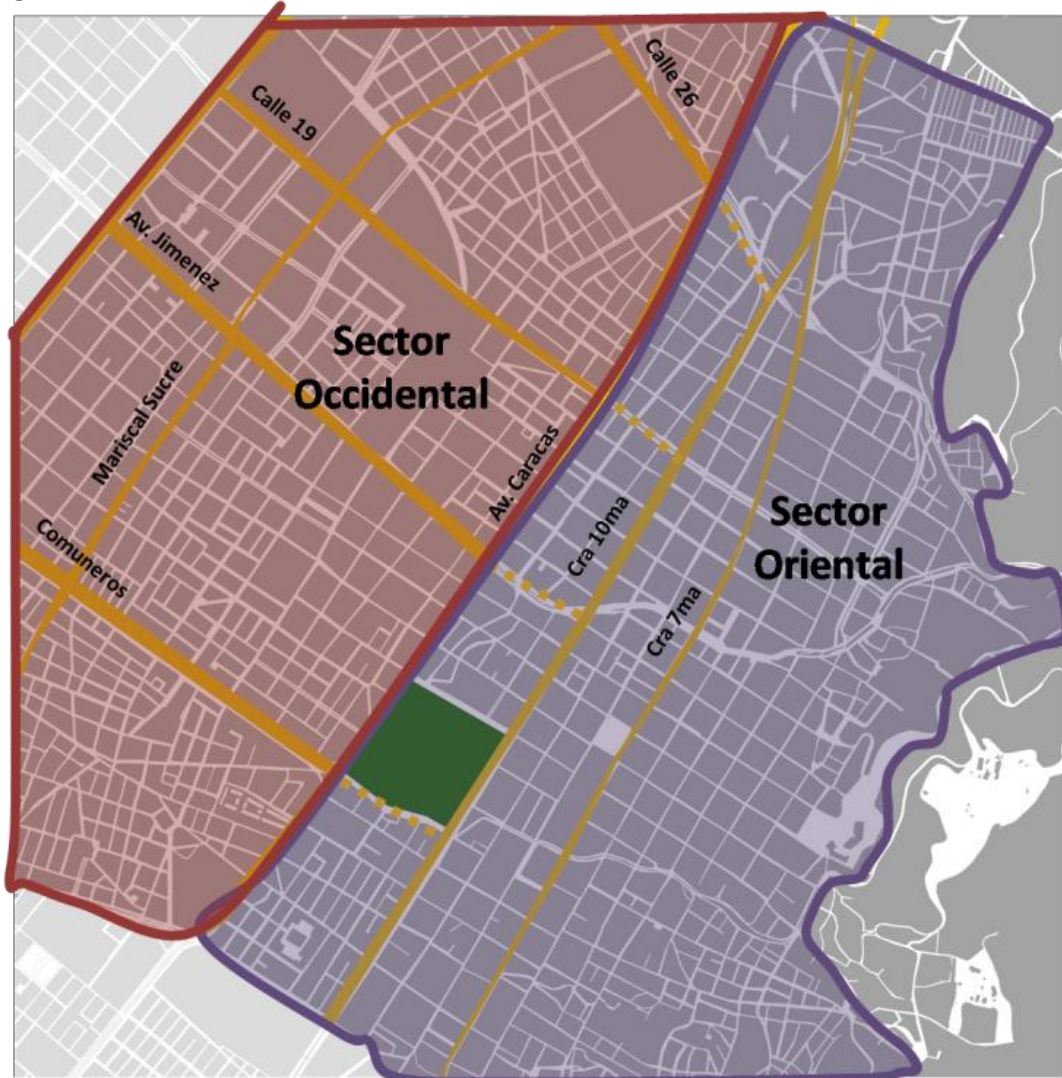 Calle 26
Calle 19
Av. Jimenez
Sector
Occidental
Mariscal Sucre
Av. Caracas
Comuneros
Cra 10ma
Sector
Oriental
Cra 7ma